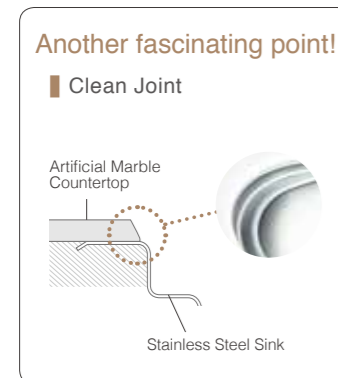 Another fascinating point!
Clean Joint
Artificial Marble
Countertop
Stainless Steel Sink